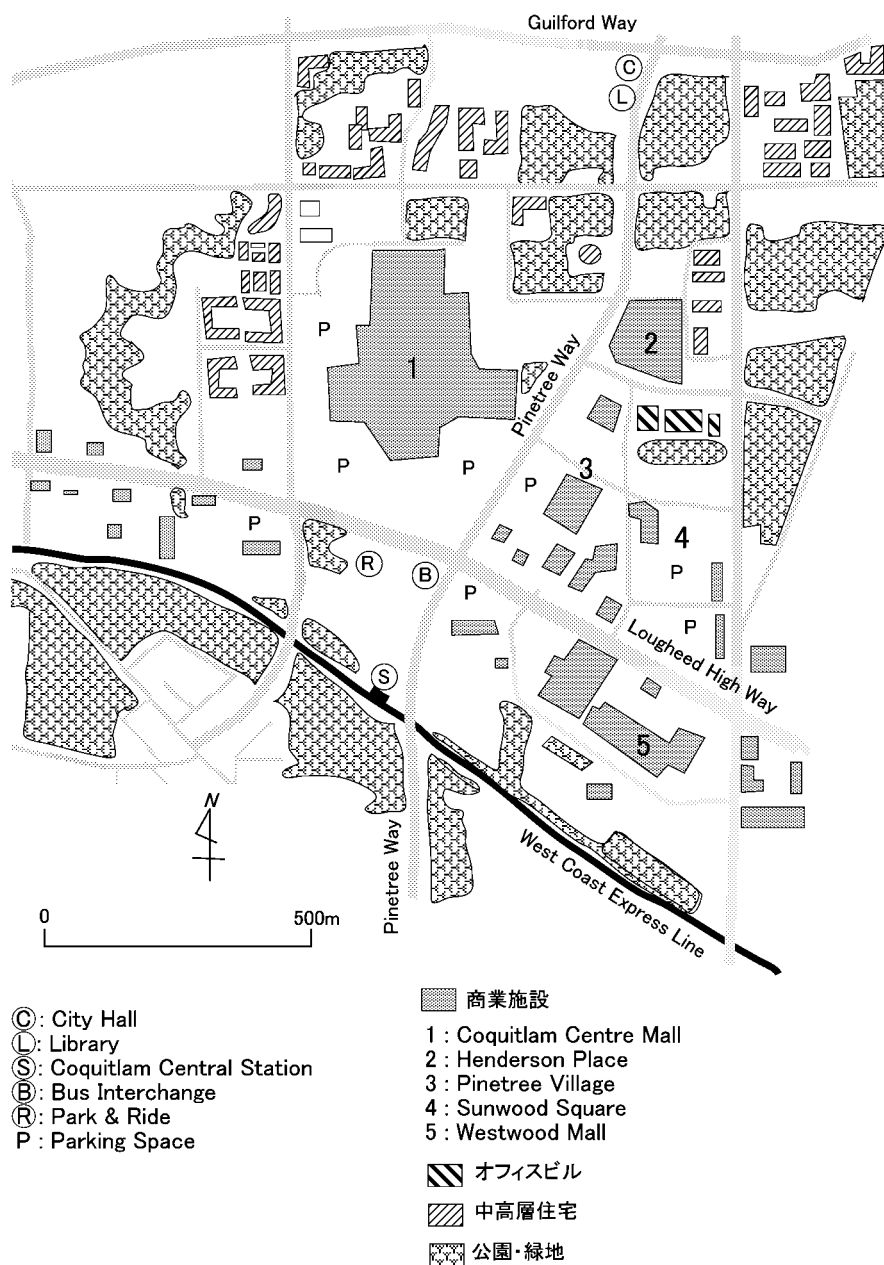 Guilford Way
C
L
2
P
1
Pinetree Way
P
P
3
P
4
P
P
R
B
P
P
Lougheed High Way
S
5
N
Pinetree Way
West Coast Express Line
0 500m
C : City Hall
L : Library
S : Coquitlam Central Station
B : Bus Interchange
R : Park & Ride
P : Parking Space
商業施設
1 : Coquitlam Centre Mall
2 : Henderson Place
3 : Pinetree Village
4 : Sunwood Square
5 : Westwood Mall
オフィスビル
中高層住宅
公園・緑地